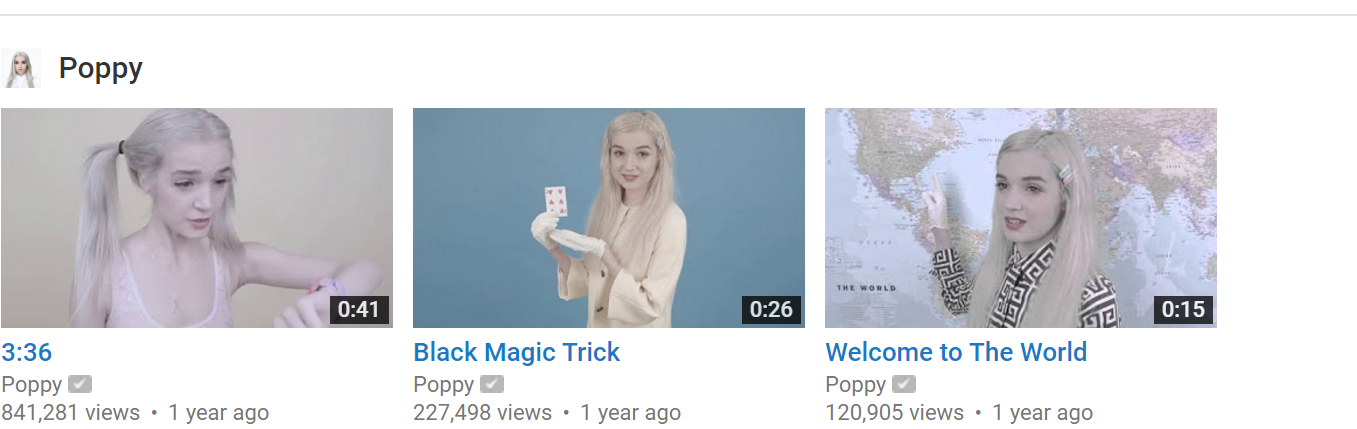 Poppy
0:41
0:26
THE WORLD
0:15
3:36
Black Magic Trick
Welcome to The World
Poppy
Poppy
Poppy
841,281 views • 1 year ago
227,498 views • 1 year ago
120,905 views • 1 year ago